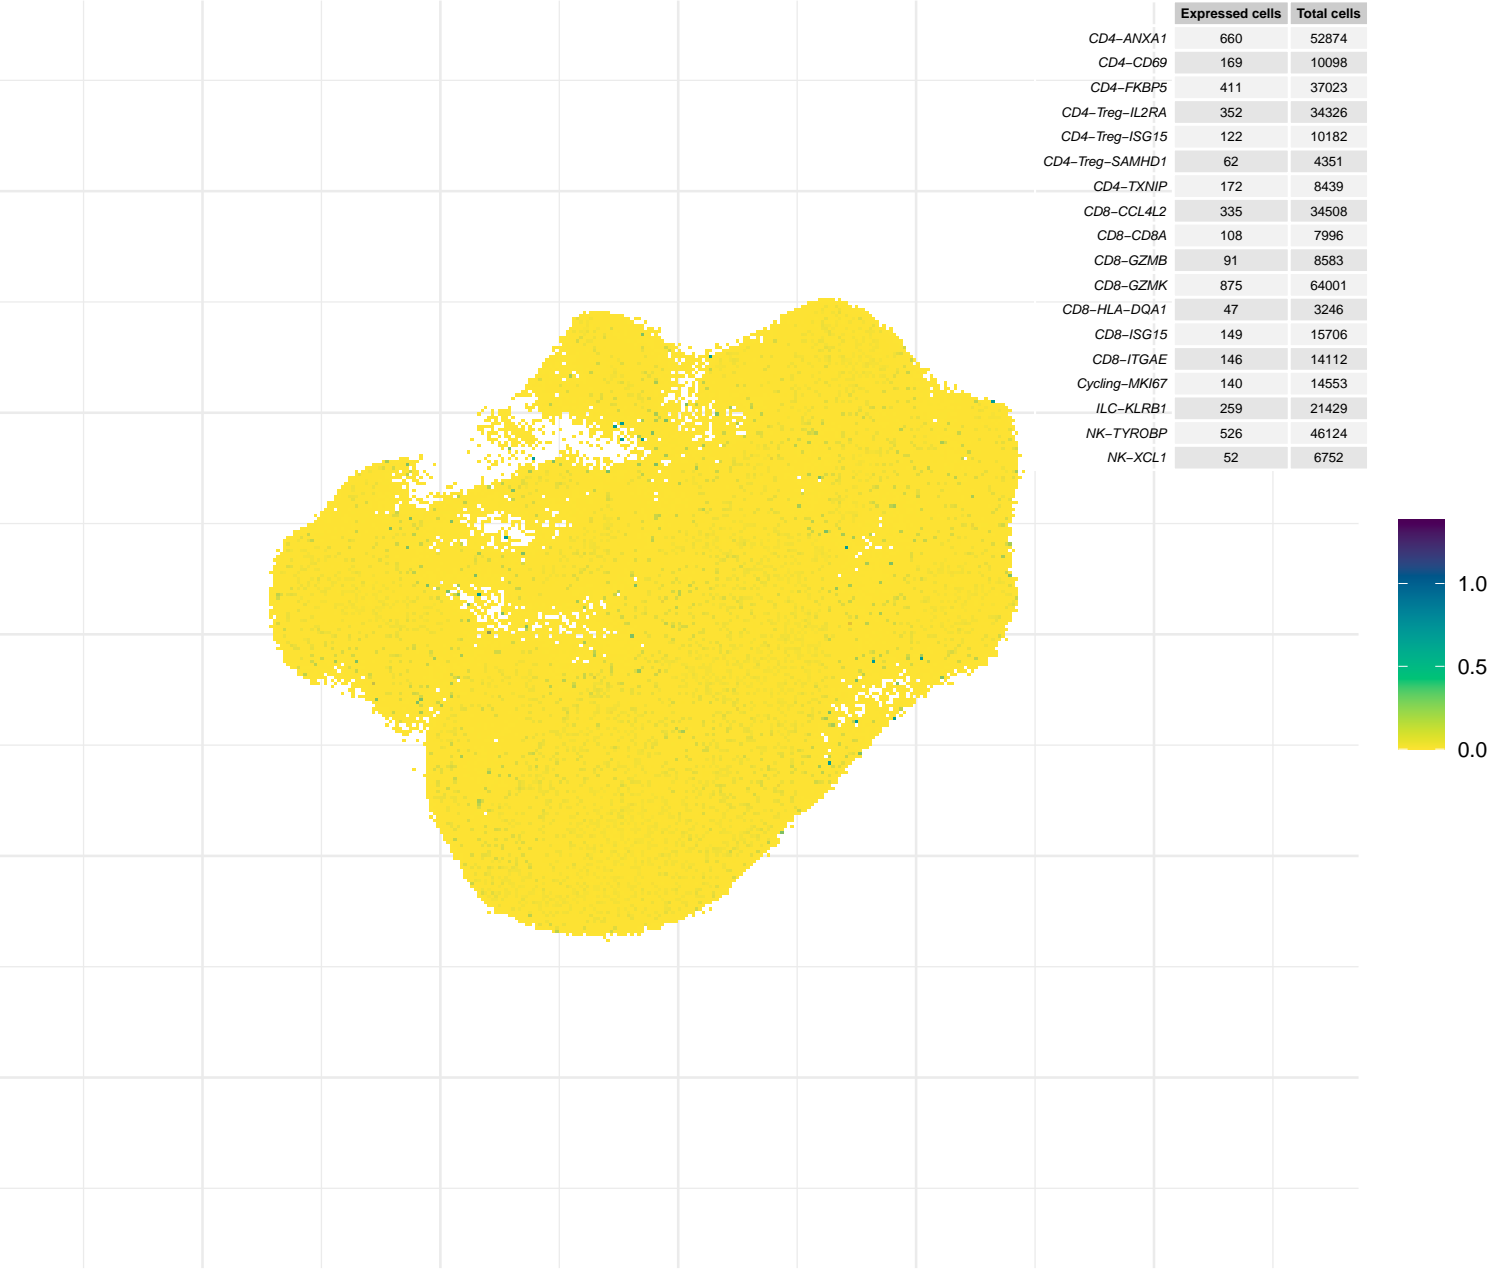 Expressed cells Total cells
CD4−ANXA1 660 52874
CD4−CD69 169 10098
CD4−FKBP5 411 37023
CD4−Treg−IL2RA 352 34326
CD4−Treg−ISG15 122 10182
CD4−Treg−SAMHD1 62 4351
CD4−TXNIP 172 8439
CD8−CCL4L2 335 34508
CD8−CD8A 108 7996
CD8−GZMB 91 8583
CD8−GZMK 875 64001
CD8−HLA−DQA1 47 3246
CD8−ISG15 149 15706
CD8−ITGAE 146 14112
Cycling−MKI67 140 14553
ILC−KLRB1 259 21429
NK−TYROBP 526 46124
NK−XCL1 52 6752
1.0
0.5
0.0